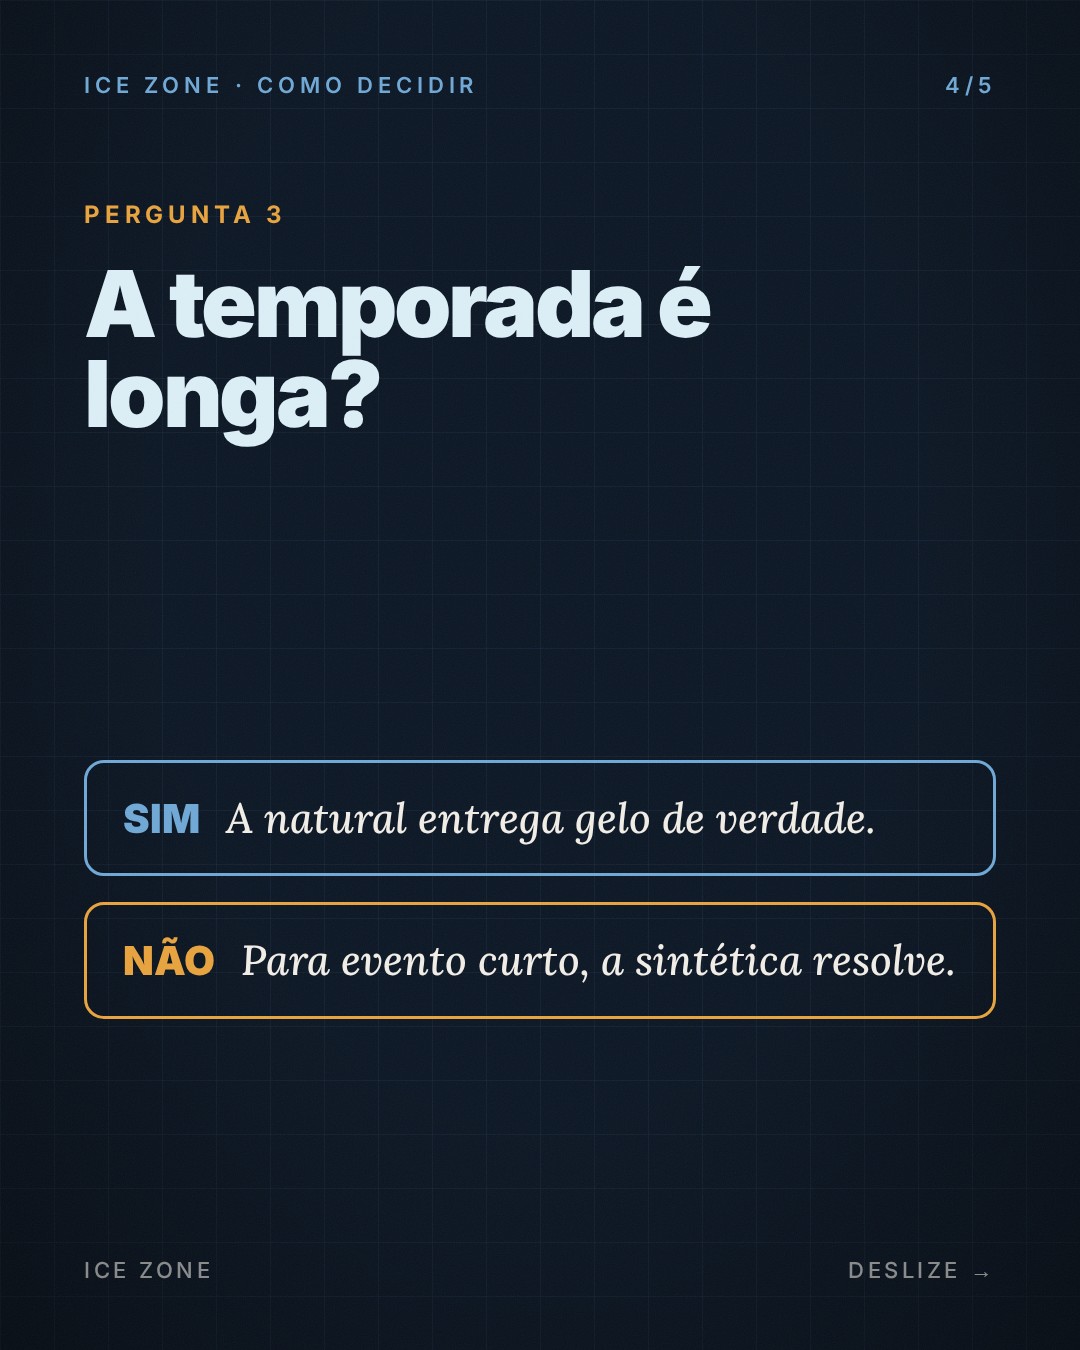 ICE ZONE · COMO DECIDIR
4/5
PERGUNTA 3
A temporada é
longa?
SIM A natural entrega gelo de verdade.
NÃO Para evento curto, a sintética resolve.
ICE ZONE
DESLIZE →